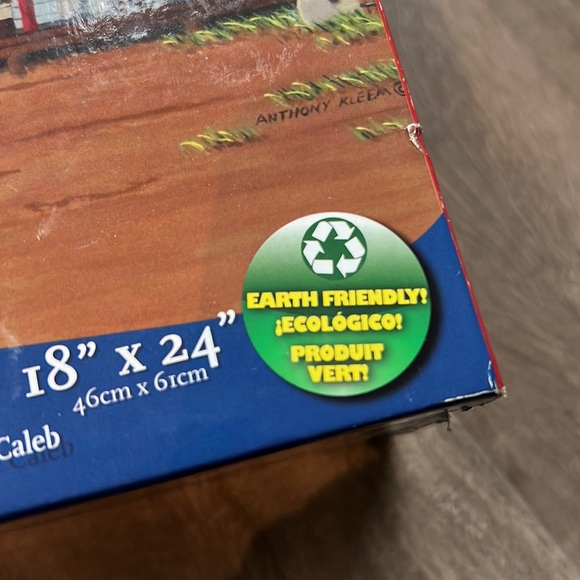 ANTHONY KLEEM ©
EARTH FRIENDLY!
¡ECOLÓGICO!
PRODUIT
VERT!
18” x 24”
46cm x 61cm
Caleb